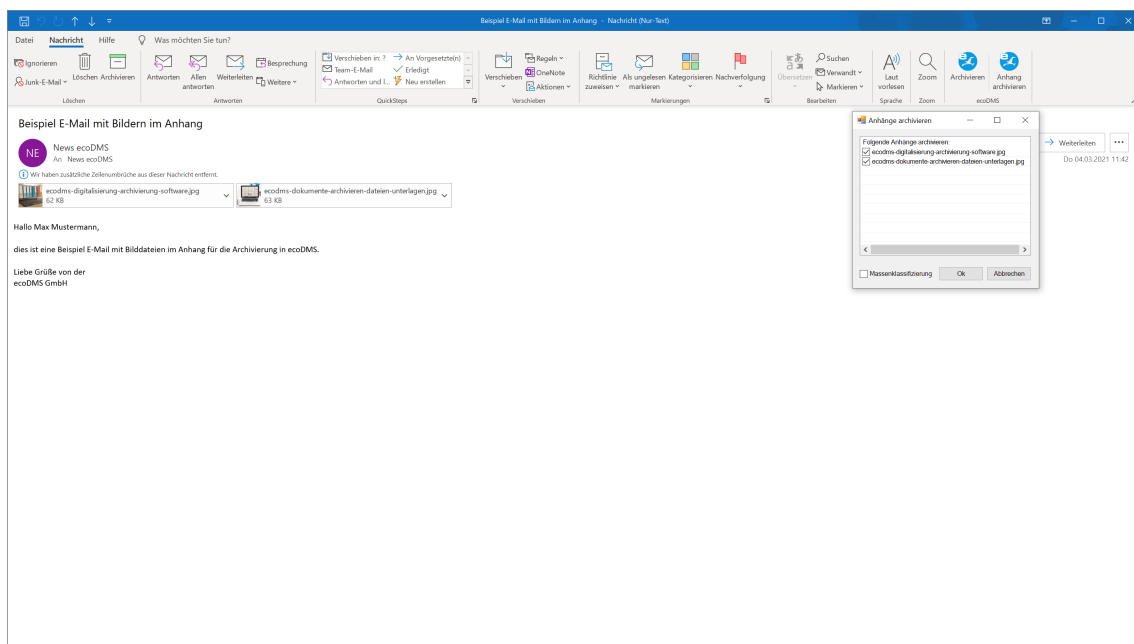 Beispiel E-Mail mit Bildern im Anhang - Nachricht (Nur-Text)
Datei Nachricht Hilfe Was möchten Sie tun?
Ignorieren
Junk-E-Mail
Löschen Archivieren
Löschen
Antworten Allen antworten Weiterleiten
Besprechung
Weitere
Antworten
Verschieben in: ? An Vorgesetzte(n)
Team-E-Mail Erledigt
Antworten und l... Neu erstellen
QuickSteps
Verschieben
Regeln
OneNote
Aktionen
Verschieben
Richtlinie zuweisen Als ungelesen markieren Kategorisieren Nachverfolgung
Markierungen
Übersetzen
Suchen
Verwandt
Markieren
Bearbeiten
Laut vorlesen
Sprache
Zoom
Zoom
Archivieren Anhang archivieren
ecoDMS
Beispiel E-Mail mit Bildern im Anhang
NE
News ecoDMS
An News ecoDMS
Wir haben zusätzliche Zeilenumbrüche aus dieser Nachricht entfernt.
ecodms-digitalisierung-archivierung-software.jpg
62 KB
ecodms-dokumente-archivieren-dateien-unterlagen.jpg
63 KB
Weiterleiten
Do 04.03.2021 11:42
Hallo Max Mustermann,
dies ist eine Beispiel E-Mail mit Bilddateien im Anhang für die Archivierung in ecoDMS.
Liebe Grüße von der
ecoDMS GmbH
Anhänge archivieren
Folgende Anhänge archivieren:
ecodms-digitalisierung-archivierung-software.jpg
ecodms-dokumente-archivieren-dateien-unterlagen.jpg
Massenklassifizierung Ok Abbrechen